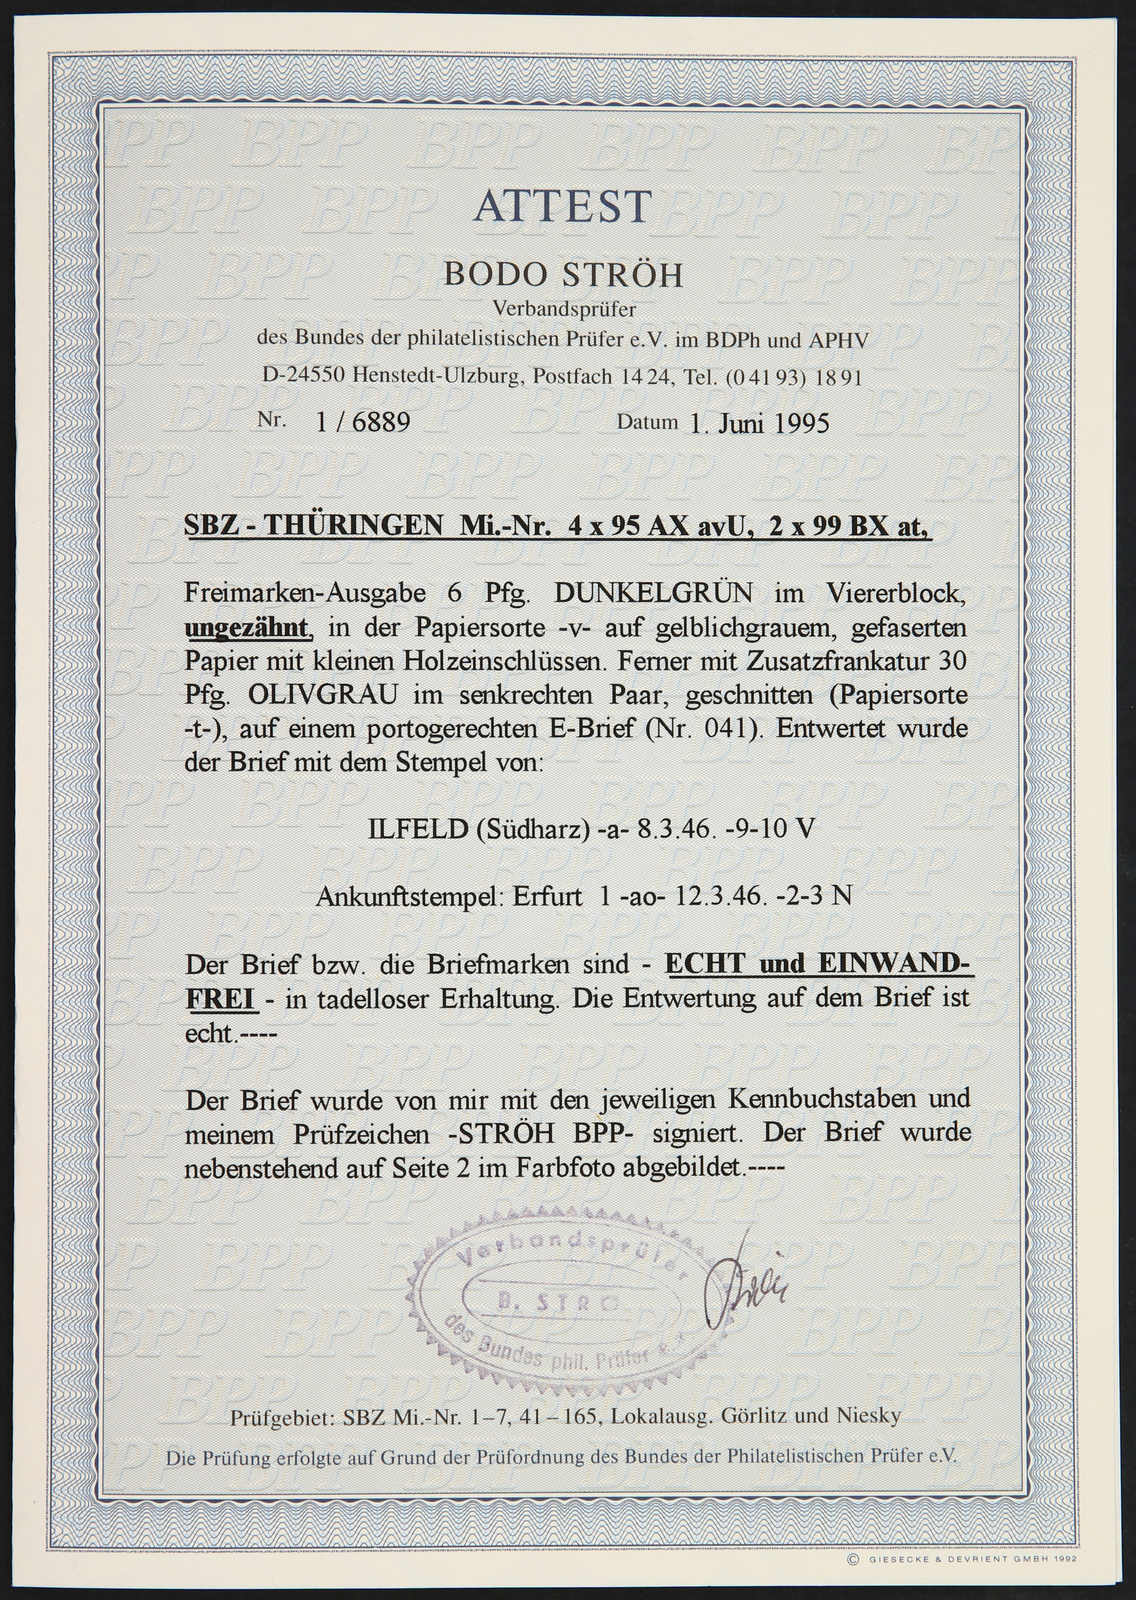 ATTEST
BODO STRÖH
Verbandsprüfer
des Bundes der philatelistischen Prüfer e.V. im BDPh und APHV
D-24550 Henstedt-Ulzburg, Postfach 14 24, Tel. (0 41 93) 18 91
Nr. 1 / 6889 Datum 1. Juni 1995
SBZ - THÜRINGEN Mi.-Nr. 4 x 95 AX avU, 2 x 99 BX at,
Freimarken-Ausgabe 6 Pfg. DUNKELGRÜN im Viererblock,
ungezähnt, in der Papiersorte -v- auf gelblichgrauem, gefaserten
Papier mit kleinen Holzeinschlüssen. Ferner mit Zusatzfrankatur 30
Pfg. OLIVGRAU im senkrechten Paar, geschnitten (Papiersorte
-t-), auf einem portogerechten E-Brief (Nr. 041). Entwertet wurde
der Brief mit dem Stempel von:
ILFELD (Südharz) -a- 8.3.46. -9-10 V
Ankunftstempel: Erfurt 1 -ao- 12.3.46. -2-3 N
Der Brief bzw. die Briefmarken sind - ECHT und EINWAND-
FREI - in tadelloser Erhaltung. Die Entwertung auf dem Brief ist
echt.----
Der Brief wurde von mir mit den jeweiligen Kennbuchstaben und
meinem Prüfzeichen -STRÖH BPP- signiert. Der Brief wurde
nebenstehend auf Seite 2 im Farbfoto abgebildet.----
Verbandsprüfer
B. STRÖ
des Bundes phil. Prüfer e.
Prüfgebiet: SBZ Mi.-Nr. 1–7, 41–165, Lokalausg. Görlitz und Niesky
Die Prüfung erfolgte auf Grund der Prüfordnung des Bundes der Philatelistischen Prüfer e.V.
© GIESECKE & DEVRIENT GMBH 1992